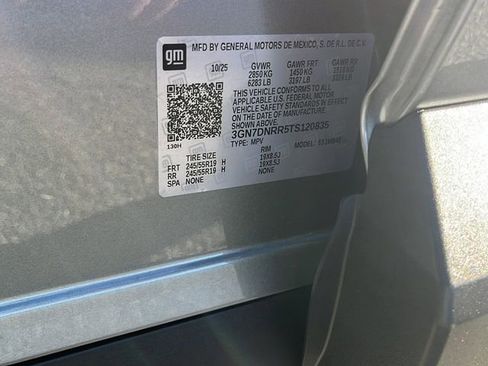 gm
MFD BY GENERAL MOTORS DE MEXICO, S. DE R.L. DE C.V.
10/25 GVWR GAWR FRT GAWR RR
2850 KG 1450 KG
6283 LB 3197 LB
THIS VEHICLE CONFORMS TO ALL
APPLICABLE U.S. FEDERAL MOTOR
VEHICLE SAFETY STANDARDS IN EFFECT
ON THE DATE OF MANUFACTURE
SHOWN ABOVE.
3GN7DNRR5TS120835
TYPE: MPV MODEL:
130H
TIRE SIZE RIM
FRT 245/55R19 H 19X8.5J
RR 245/55R19 H 19X8.5J
SPA NONE NONE